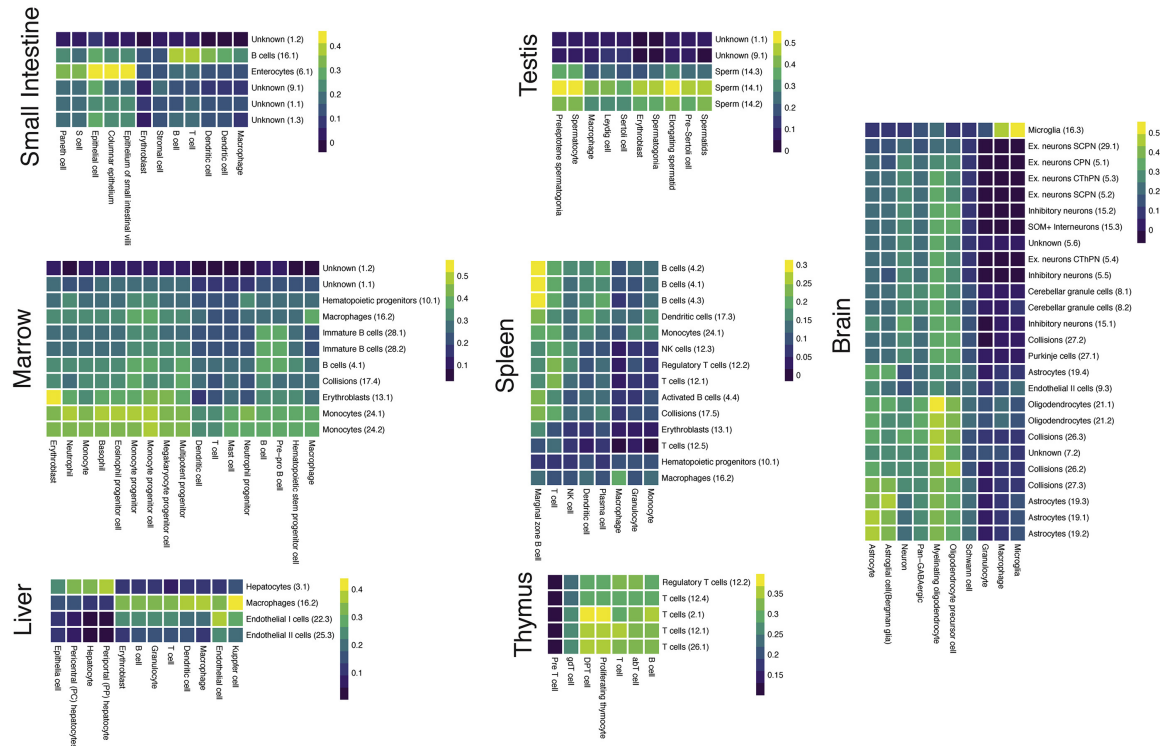 Small Intestine
Unknown (1.2)
B cells (16.1)
Enterocytes (6.1)
Unknown (9.1)
Unknown (1.1)
Unknown (1.3)
0.4
0.3
0.2
0.1
0
Paneth cell
S cell
Epithelial cell
Columnar epithelium
Epithelium of small intestinal villi
Erythroblast
Stromal cell
B cell
T cell
Dendritic cell
Dendritic cell
Macrophage
Testis
Unknown (1.1)
Unknown (9.1)
Sperm (14.3)
Sperm (14.1)
Sperm (14.2)
0.5
0.4
0.3
0.2
0.1
0
Preleptotene spermatogonia
Spermatocyte
Macrophage
Leydig cell
Sertoli cell
Erythroblast
Spermatogonia
Elongating spermatid
Pre-Sertoli cell
Spermatids
Marrow
Unknown (1.2)
Unknown (1.1)
Hematopoietic progenitors (10.1)
Macrophages (16.2)
Immature B cells (28.1)
Immature B cells (28.2)
B cells (4.1)
Collisions (17.4)
Erythroblasts (13.1)
Monocytes (24.1)
Monocytes (24.2)
0.5
0.4
0.3
0.2
0.1
Erythroblast
Neutrophil
Monocyte
Basophil
Eosinophil progenitor cell
Monocyte progenitor
Monocyte progenitor cell
Megakaryocyte progenitor cell
Multipotent progenitor
Dendritic cell
T cell
Mast cell
Neutrophil progenitor
B cell
Pre-pro B cell
Hematopoietic stem progenitor cell
Macrophage
Spleen
B cells (4.2)
B cells (4.1)
B cells (4.3)
Dendritic cells (17.3)
Monocytes (24.1)
NK cells (12.3)
Regulatory T cells (12.2)
T cells (12.1)
Activated B cells (4.4)
Collisions (17.5)
Erythroblasts (13.1)
T cells (12.5)
Hematopoietic progenitors (10.1)
Macrophages (16.2)
0.3
0.25
0.2
0.15
0.1
0.05
0
Marginal zone B cell
T cell
NK cell
Dendritic cell
Plasma cell
Macrophage
Granulocyte
Monocyte
Brain
Microglia (16.3)
Ex. neurons SCPN (29.1)
Ex. neurons CPN (5.1)
Ex. neurons CThPN (5.3)
Ex. neurons SCPN (5.2)
Inhibitory neurons (15.2)
SOM+ Interneurons (15.3)
Unknown (5.6)
Ex. neurons CThPN (5.4)
Inhibitory neurons (5.5)
Cerebellar granule cells (8.1)
Cerebellar granule cells (8.2)
Inhibitory neurons (15.1)
Collisions (27.2)
Purkinje cells (27.1)
Astrocytes (19.4)
Endothelial II cells (9.3)
Oligodendrocytes (21.1)
Oligodendrocytes (21.2)
Collisions (26.3)
Unknown (7.2)
Collisions (26.2)
Collisions (27.3)
Astrocytes (19.3)
Astrocytes (19.1)
Astrocytes (19.2)
0.5
0.4
0.3
0.2
0.1
0
Astrocyte
Astroglial cell(Bergman glia)
Neuron
Pan-GABAergic
Myelinating oligodendrocyte
Oligodendrocyte precursor cell
Schwann cell
Granulocyte
Macrophage
Microglia
Liver
Hepatocytes (3.1)
Macrophages (16.2)
Endothelial I cells (22.3)
Endothelial II cells (25.3)
0.4
0.3
0.2
0.1
Epithelia cell
Pericentral (PC) hepatocytes
Hepatocyte
Periportal (PP) hepatocyte
Erythroblast
B cell
Granulocyte
T cell
Dendritic cell
Macrophage
Endothelial cell
Kuppfer cell
Thymus
Regulatory T cells (12.2)
T cells (12.4)
T cells (2.1)
T cells (12.1)
T cells (26.1)
0.35
0.3
0.25
0.2
0.15
Pre T cell
gdT cell
DPT cell
Proliferating thymocyte
T cell
abT cell
B cell